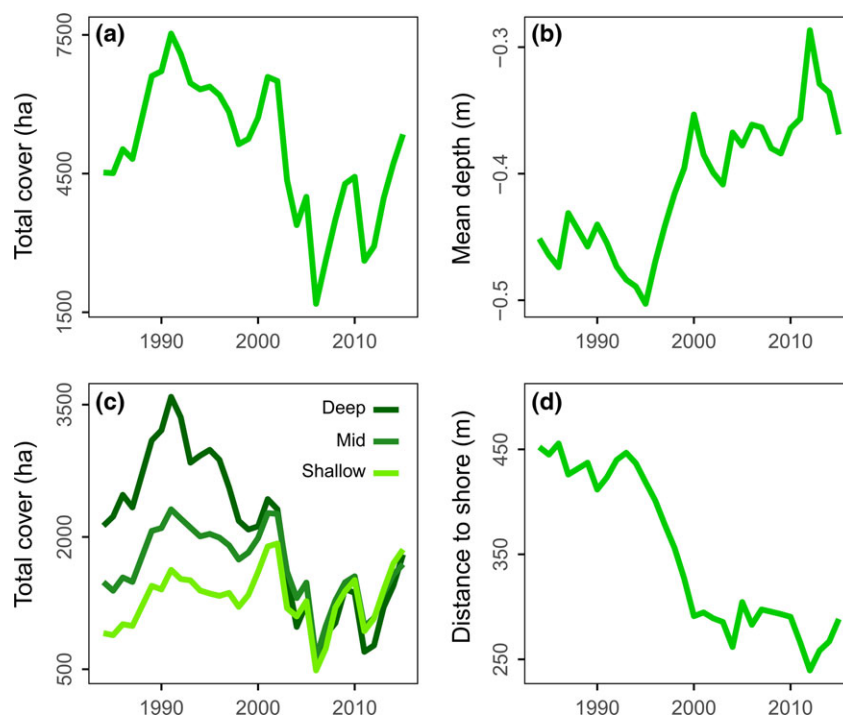 (a)
Total cover (ha)
7500
4500
1500
1990 2000 2010
(b)
Mean depth (m)
−0.3
−0.4
−0.5
1990 2000 2010
(c)
Total cover (ha)
3500
2000
500
Deep
Mid
Shallow
1990 2000 2010
(d)
Distance to shore (m)
450
350
250
1990 2000 2010